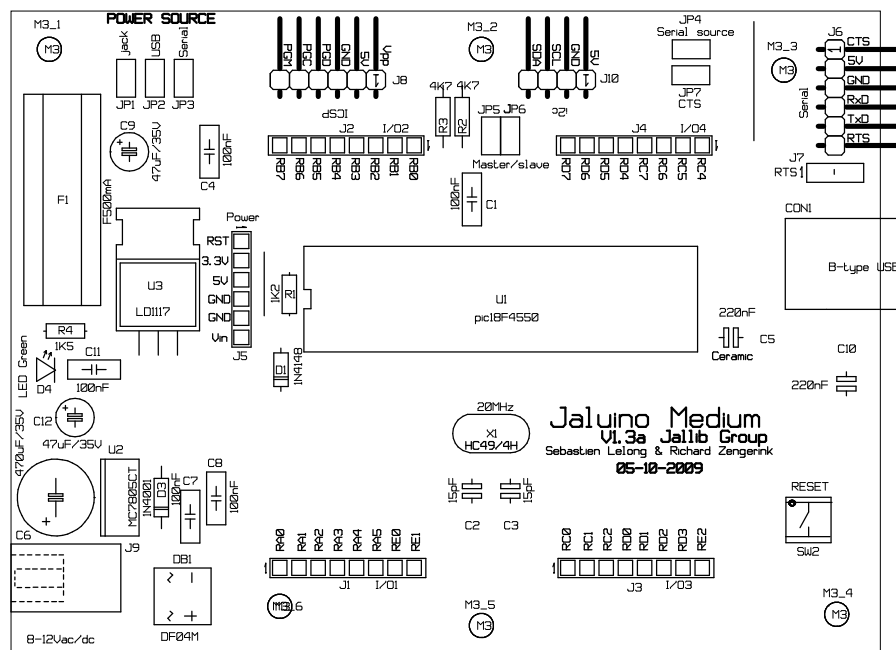 POWER SOURCE
M3_1
M3
Jack
USB
Serial
JP1
JP2
JP3
PGM
PGC
PGD
GND
5V
Vpp
1
J8
ICSP
M3_2
M3
SDA
SCL
GND
5V
1
J10
i2c
JP4
Serial source
JP7
CTS
M3_3
M3
J6
1
CTS
5V
GND
RxD
TxD
RTS
Serial
J7
RTS
1
C9
47uF/35V
C4
100nF
F1
F500mA
J2
I/O2
1
RB7
RB6
RB5
RB4
RB3
RB2
RB1
RB0
4K7
4K7
R3
R2
JP5
JP6
Master/slave
J4
I/O4
1
RD7
RD6
RD5
RD4
RC7
RC6
RC5
RC4
100nF
C1
CON1
B-type USB
U3
LD1117
Power
1
RST
3.3V
5V
GND
GND
Vin
J5
1K2
R1
U1
pic18F4550
220nF
C5
Ceramic
C10
220nF
R4
1K5
LED Green
D4
C11
100nF
D1
1N4148
C12
47uF/35V
20MHz
X1
HC49/4H
Jaluino Medium
V1.3a Jallib Group
Sebastien Lelong & Richard Zengerink
05-10-2009
470uF/35V
C6
U2
MC7805CT
1N4001
D3
100nF
C7
C8
100nF
15pF
C2
15pF
C3
RESET
SW2
J9
8-12Vac/dc
DB1
DF04M
RA0
RA1
RA2
RA3
RA4
RA5
RE0
RE1
1
J1
I/O1
M3_6
M3
M3_5
M3
RC0
RC1
RC2
RD0
RD1
RD2
RD3
RE2
1
J3
I/O3
M3_4
M3